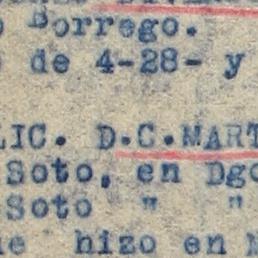 Borrego.
de 4-28- y
LIC. D.C.MART
Soto, en Dgo
Soto " "
hizo en